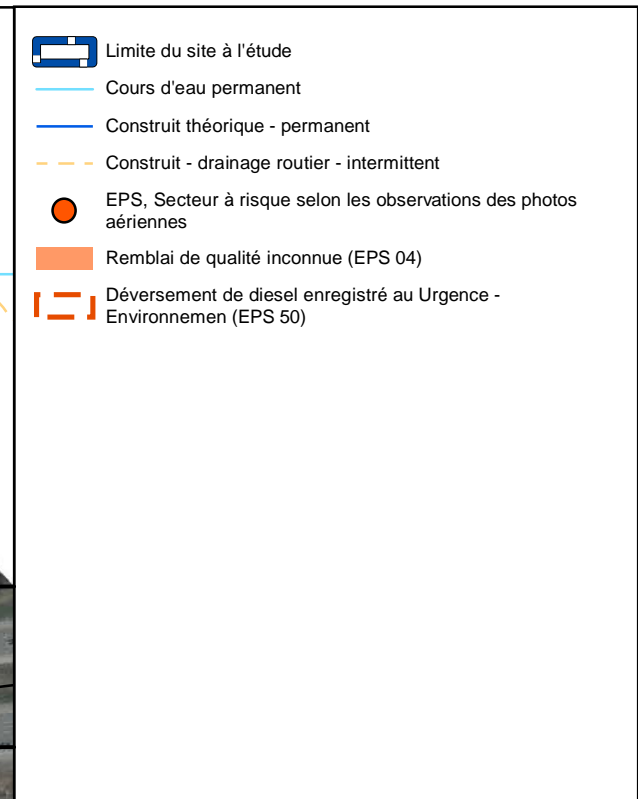 Limite du site à l'étude
Cours d'eau permanent
Construit théorique - permanent
Construit - drainage routier - intermittent
EPS, Secteur à risque selon les observations des photos
aériennes
Remblai de qualité inconnue (EPS 04)
Déversement de diesel enregistré au Urgence -
Environnemen (EPS 50)